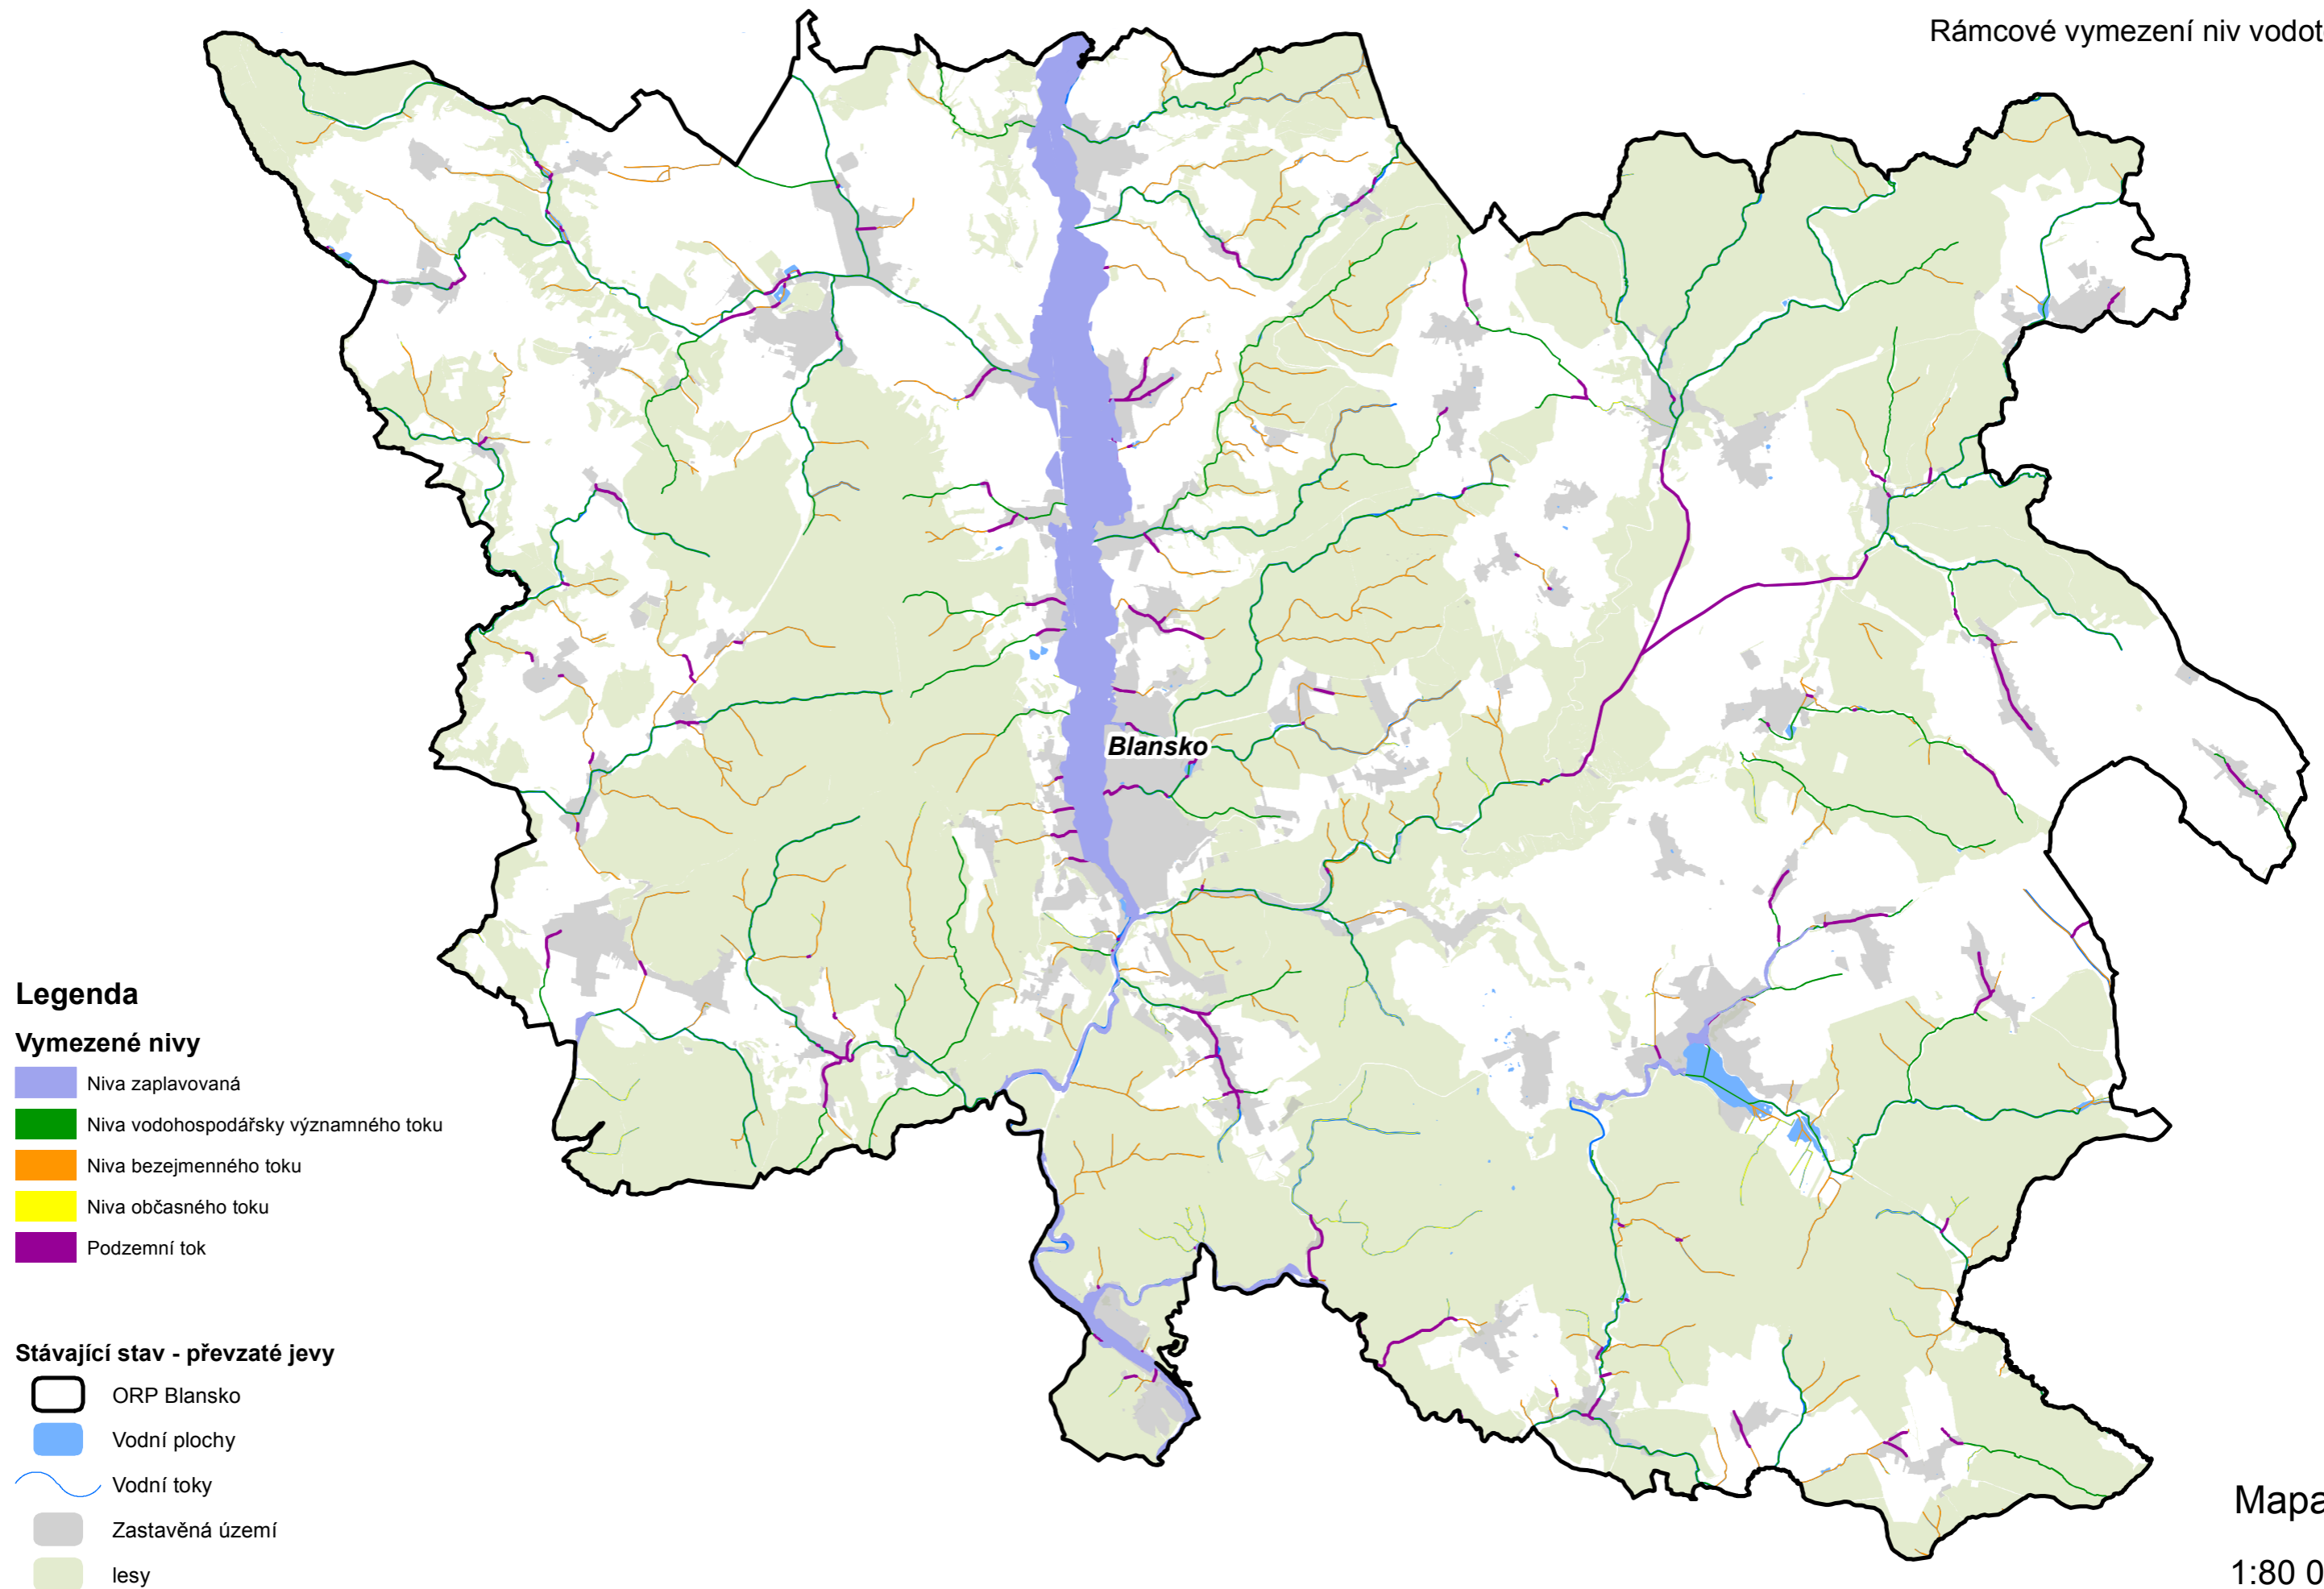 Rámcové vymezení niv vodot
Blansko
Legenda
Vymezené nivy
Niva zaplavovaná
Niva vodohospodářsky významného toku
Niva bezejmenného toku
Niva občasného toku
Podzemní tok
Stávající stav - převzaté jevy
ORP Blansko
Vodní plochy
Vodní toky
Zastavěná území
lesy
Mapa
1:80 0